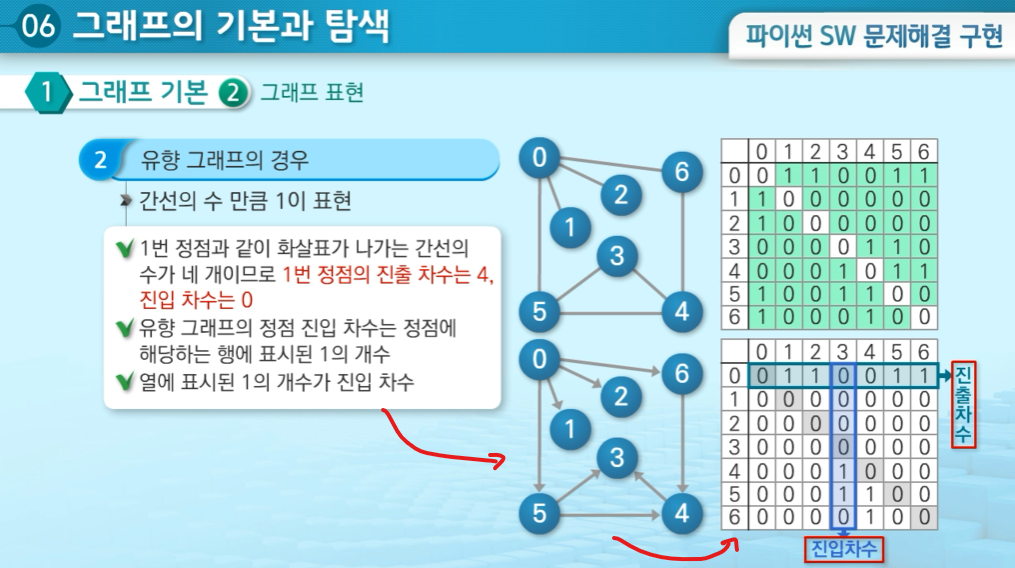 06 그래프의 기본과 탐색
파이썬 SW 문제해결 구현
1 그래프 기본 2 그래프 표현
2 유향 그래프의 경우
간선의 수 만큼 1이 표현
1번 정점과 같이 화살표가 나가는 간선의
수가 네 개이므로 1번 정점의 진출 차수는 4,
진입 차수는 0
유향 그래프의 정점 진입 차수는 정점에
해당하는 행에 표시된 1의 개수
열에 표시된 1의 개수가 진입 차수
0
6
2
1
3
5
4
0 1 2 3 4 5 6
0 0 1 1 0 0 1 1
1 1 0 0 0 0 0 0
2 1 0 0 0 0 0 0
3 0 0 0 0 1 1 0
4 0 0 0 1 0 1 1
5 1 0 0 1 1 0 0
6 1 0 0 0 1 0 0
0
6
2
1
3
5
4
0 1 2 3 4 5 6
0 0 1 1 0 0 1 1
1 0 0 0 0 0 0 0
2 0 0 0 0 0 0 0
3 0 0 0 0 0 0 0
4 0 0 0 1 0 0 0
5 0 0 0 1 1 0 0
6 0 0 0 0 1 0 0
진출차수
진입차수